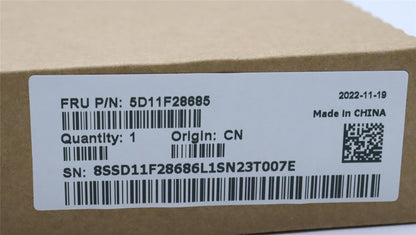 FRU P/N: 5D11F28685
2022-11-19
Made in CHINA
Quantity: 1 Origin: CN
SN: 8SSD11F28686L1SN23T007E